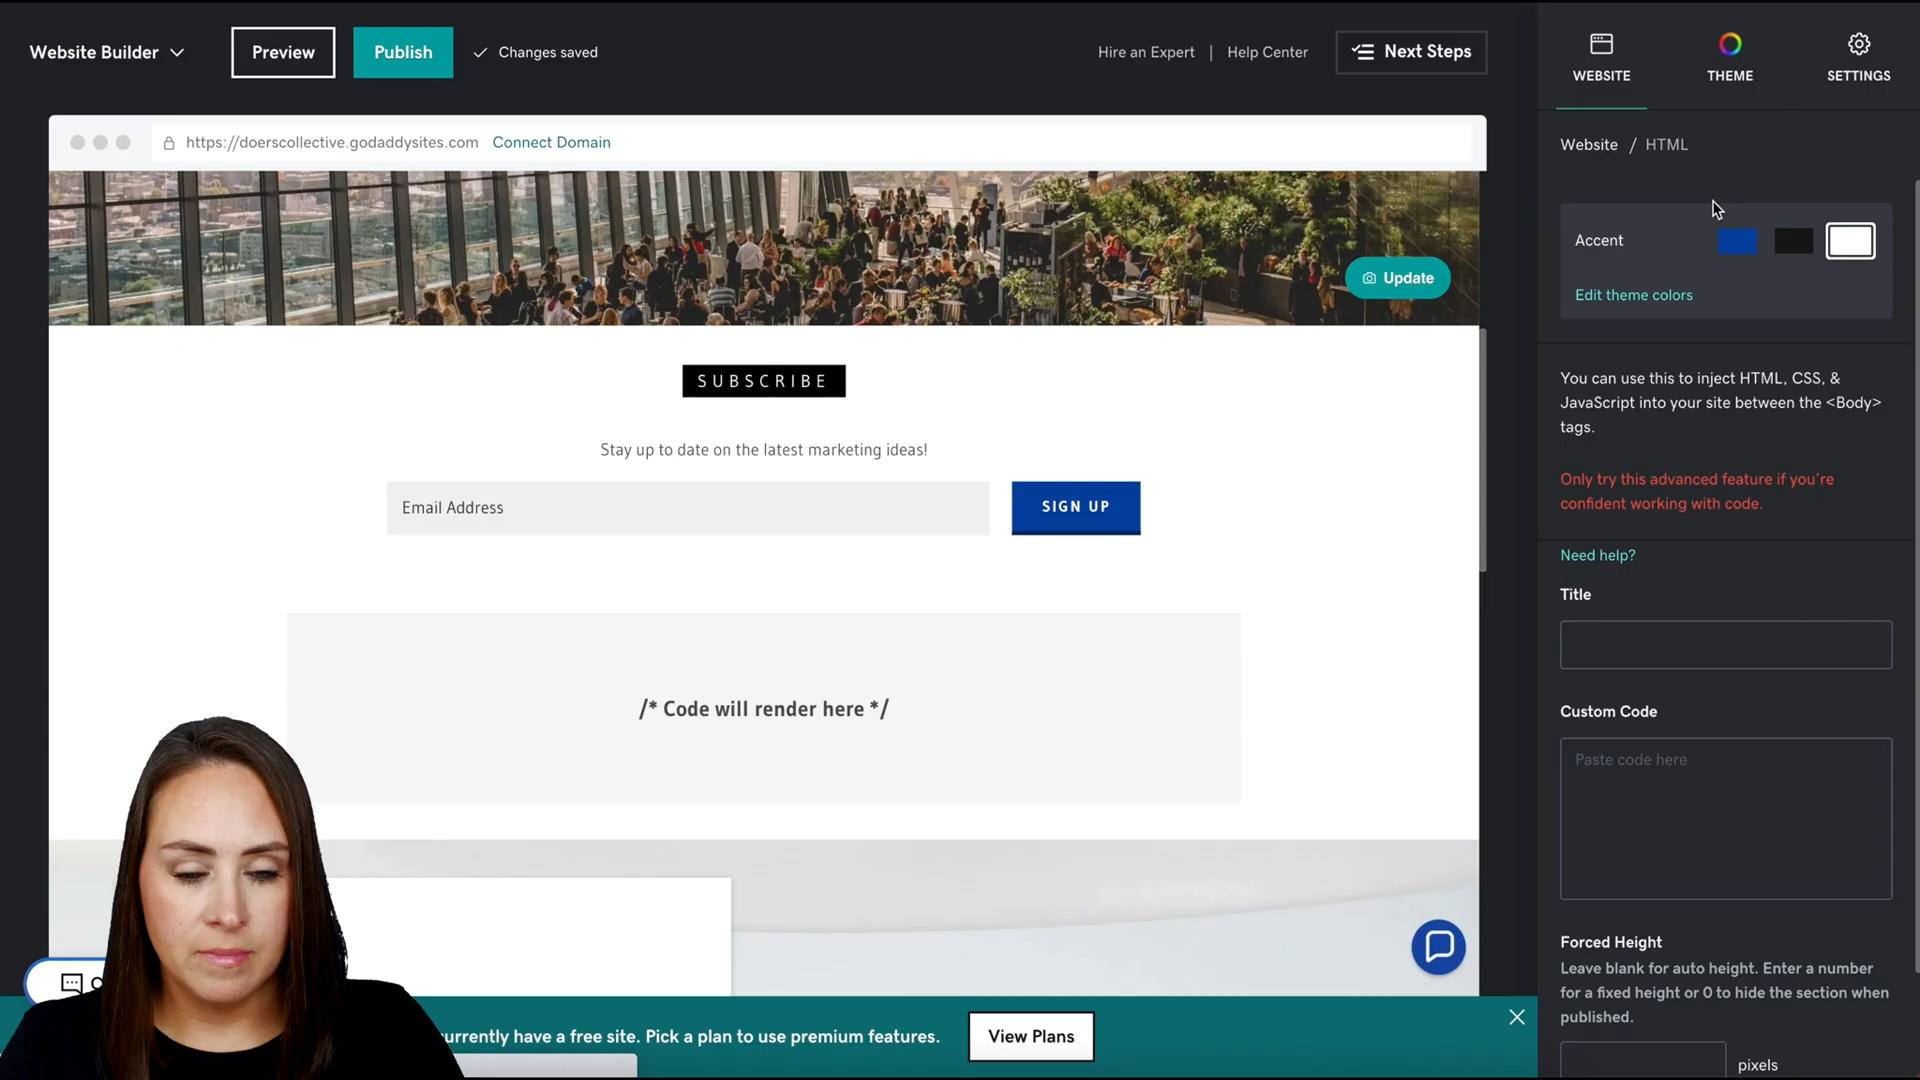 Website Builder
Preview
Publish
Changes saved
Hire an Expert | Help Center
Next Steps
WEBSITE
THEME
SETTINGS
https://doerscollective.godaddysites.com Connect Domain
Website / HTML
Accent
Update
Edit theme colors
SUBSCRIBE
Stay up to date on the latest marketing ideas!
Email Address
SIGN UP
/* Code will render here */
You can use this to inject HTML, CSS, &
JavaScript into your site between the <Body>
tags.
Only try this advanced feature if you're
confident working with code.
Need help?
Title
Custom Code
Paste code here
Forced Height
Leave blank for auto height. Enter a number
for a fixed height or 0 to hide the section when
published.
pixels
currently have a free site. Pick a plan to use premium features.
View Plans